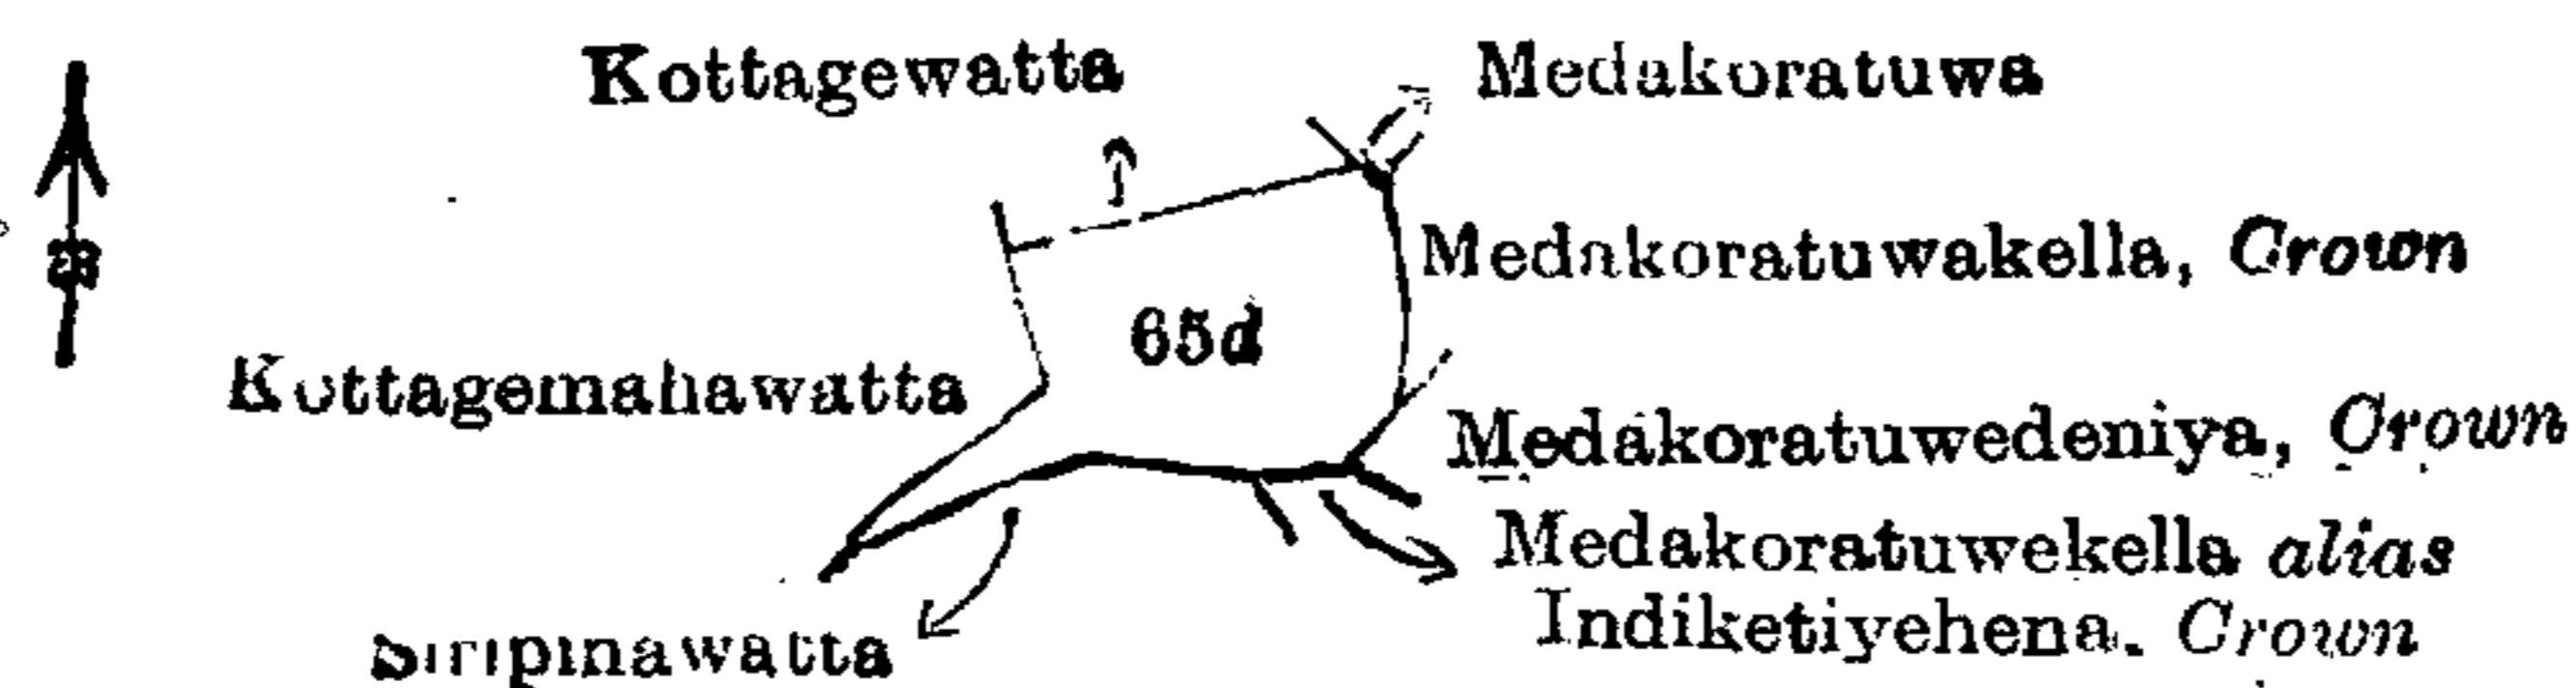 Kottagewatta
Medakoratuwa
Medakoratuwakella, Crown
65d
Kottagemahawatta
Medakoratuwedeniya, Crown
Medakoratuwekella alias
Indiketiyehena. Crown
Siripinawatta